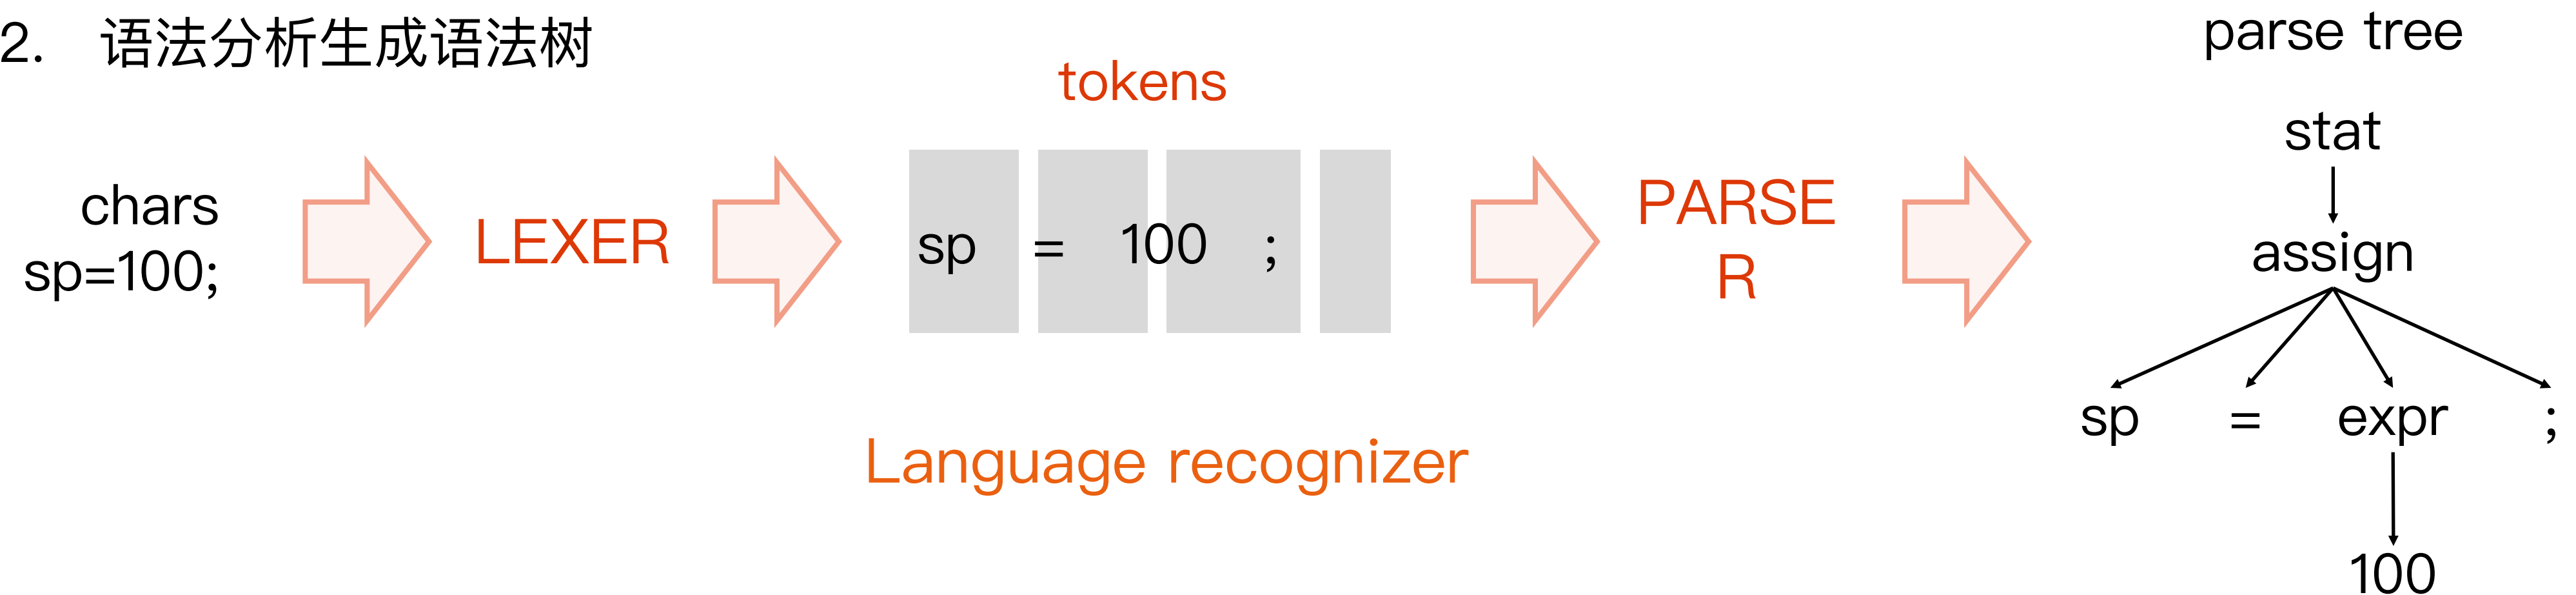 2. 语法分析生成语法树
chars
sp=100;
LEXER
tokens
sp = 100 ;
Language recognizer
PARSE
R
parse tree
stat
assign
sp = expr ;
100